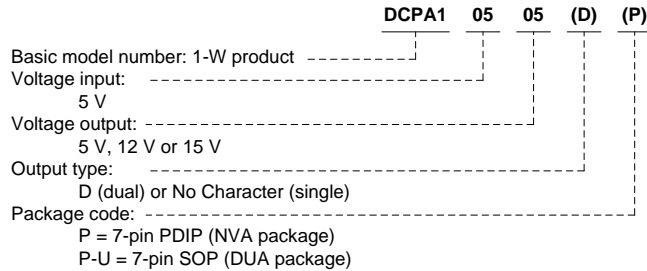 DCPA1 05 05 (D) (P)
Basic model number: 1-W product
Voltage input:
5 V
Voltage output:
5 V, 12 V or 15 V
Output type:
D (dual) or No Character (single)
Package code:
P = 7-pin PDIP (NVA package)
P-U = 7-pin SOP (DUA package)